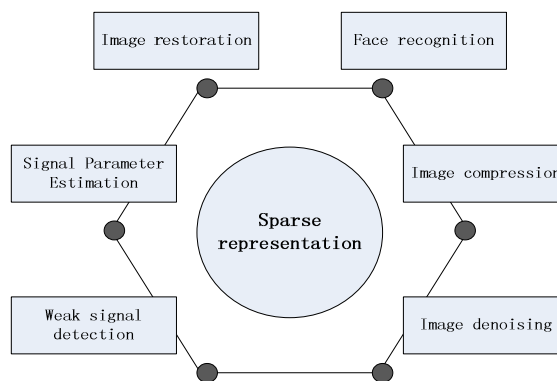 Image restoration
Face recognition
Signal Parameter
Estimation
Image compression
Sparse
representation
Weak signal
detection
Image denoising